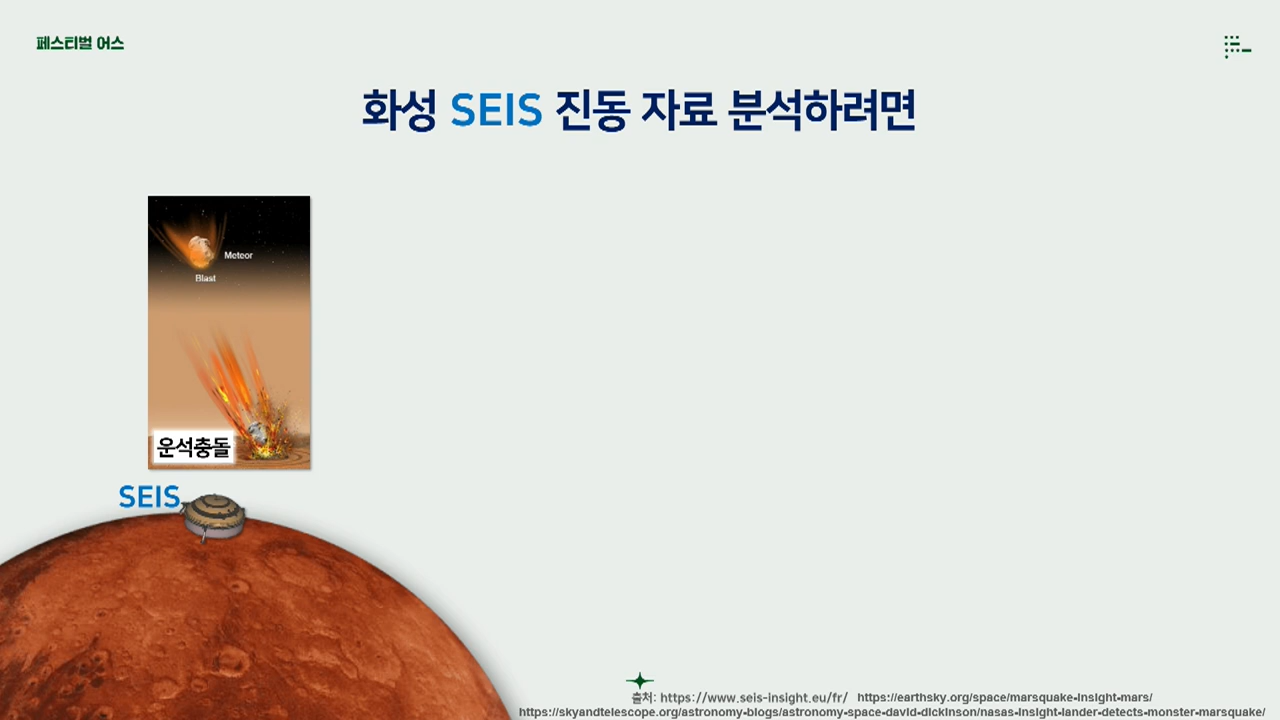 페스티벌 어스
화성 SEIS 진동 자료 분석하려면
Meteor
Blast
운석충돌
SEIS
출처: https://www.seis-insight.eu/fr/ https://earthsky.org/space/marsquake-insight-mars/
https://skyandtelescope.org/astronomy-blogs/astronomy-space-david-dickinson/nasas-insight-lander-detects-monster-marsquake/